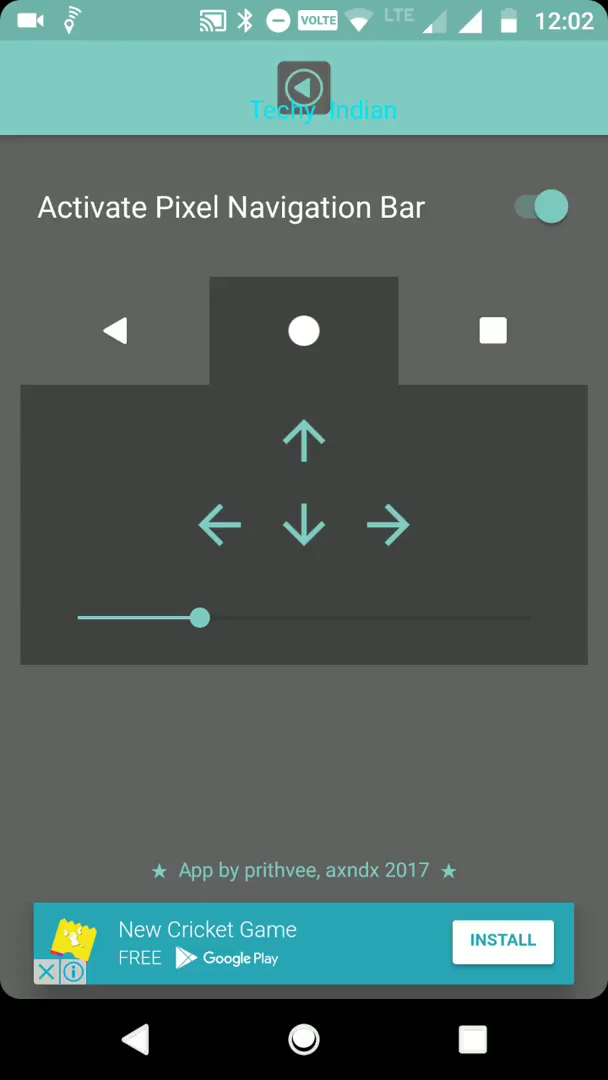 VOLTE LTE 12:02
Techy Indian
Activate Pixel Navigation Bar
★ App by prithvee, axndx 2017 ★
New Cricket Game
FREE Google Play
INSTALL